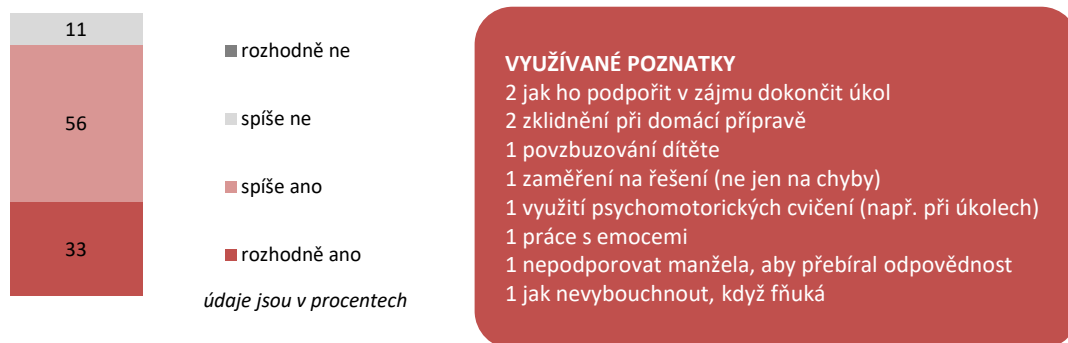 11
56
33
rozhodně ne
spíše ne
spíše ano
rozhodně ano
údaje jsou v procentech
VYUŽÍVANÉ POZNATKY
2 jak ho podpořit v zájmu dokončit úkol
2 zklidnění při domácí přípravě
1 povzbuzování dítěte
1 zaměření na řešení (ne jen na chyby)
1 využití psychomotorických cvičení (např. při úkolech)
1 práce s emocemi
1 nepodporovat manžela, aby přebíral odpovědnost
1 jak nevybouchnout, když fňuká